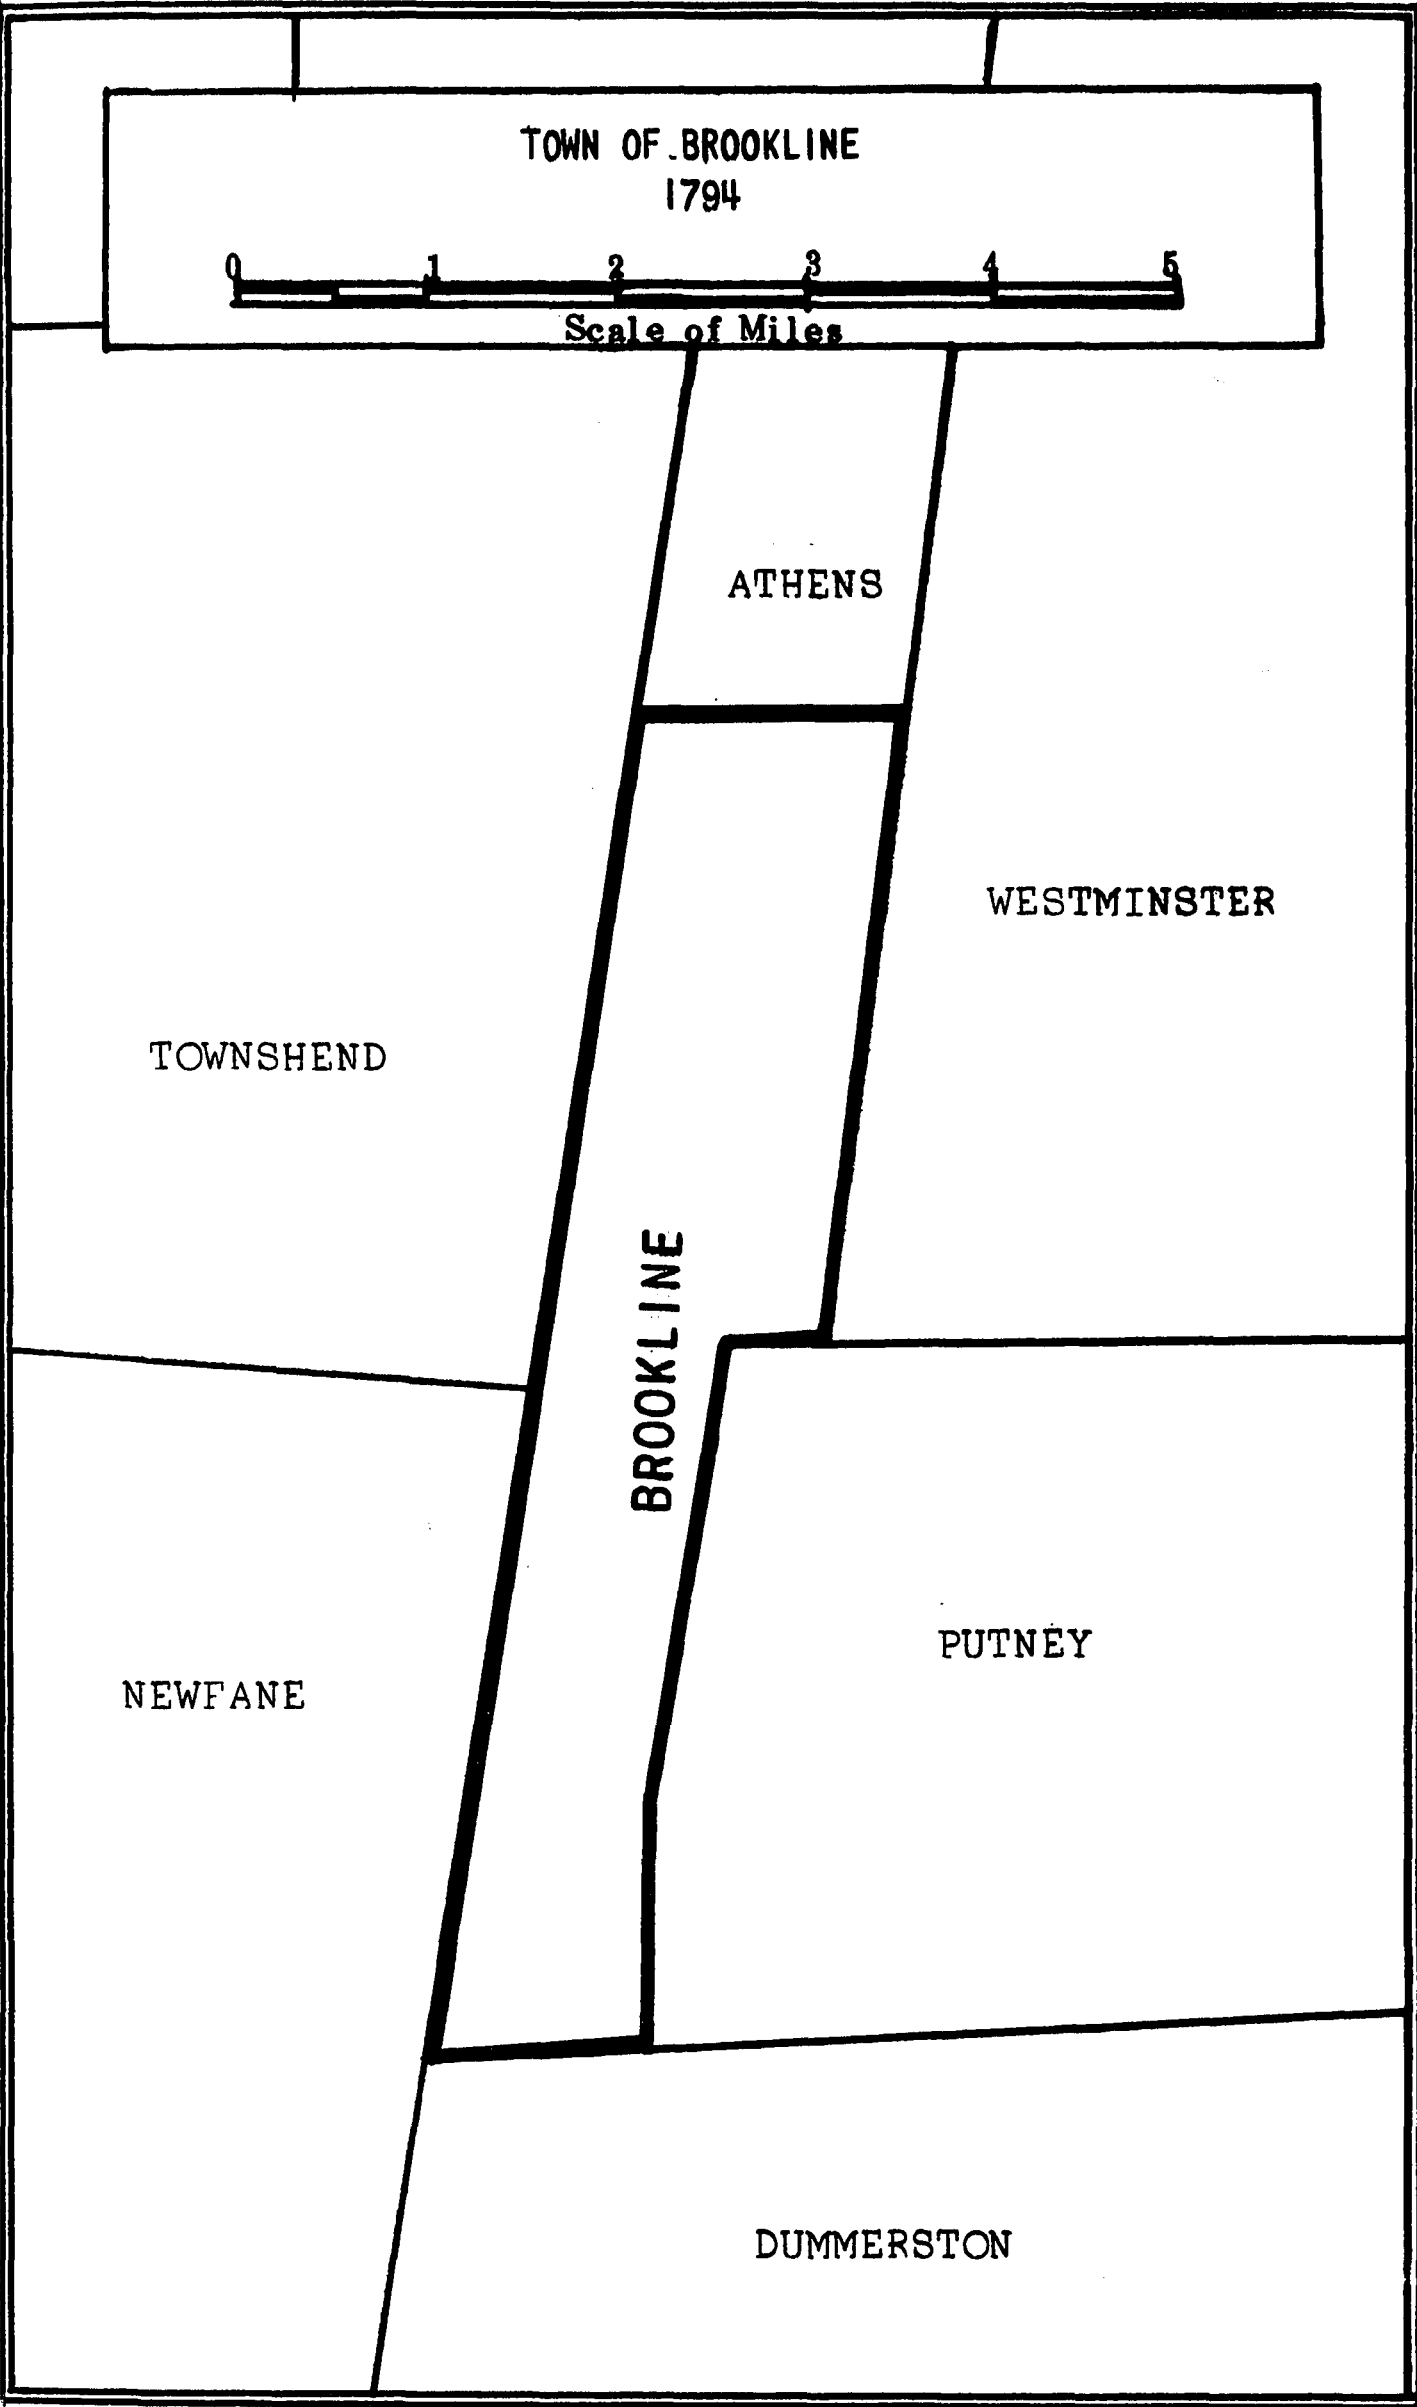 TOWN OF BROOKLINE
1794
0 1 2 3 4 5
Scale of Miles
ATHENS
WESTMINSTER
TOWNSHEND
BROOKLINE
PUTNEY
NEWFANE
DUMMERSTON